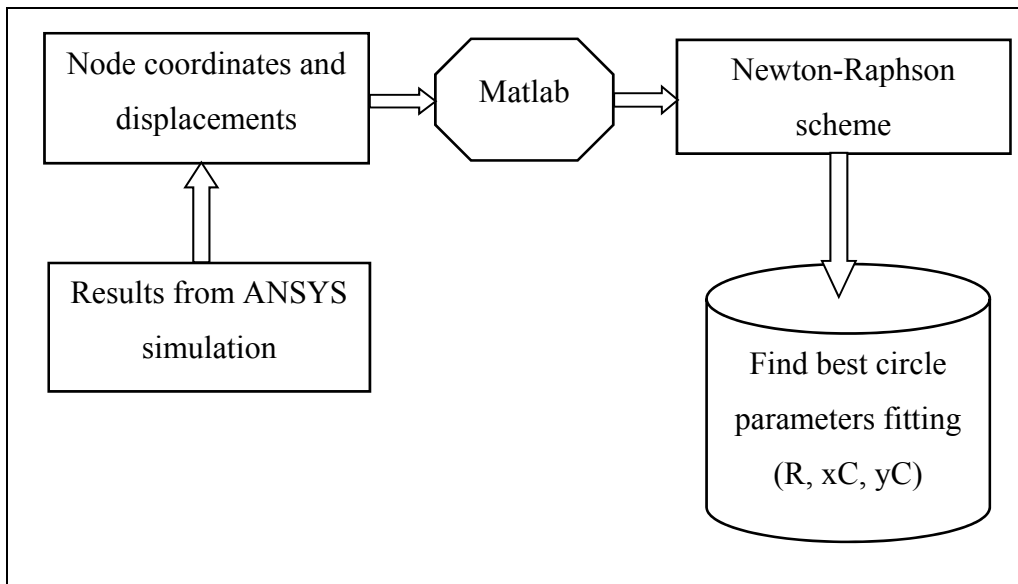 Node coordinates and
displacements
Matlab
Newton-Raphson
scheme
Results from ANSYS
simulation
Find best circle
parameters fitting
(R, xC, yC)